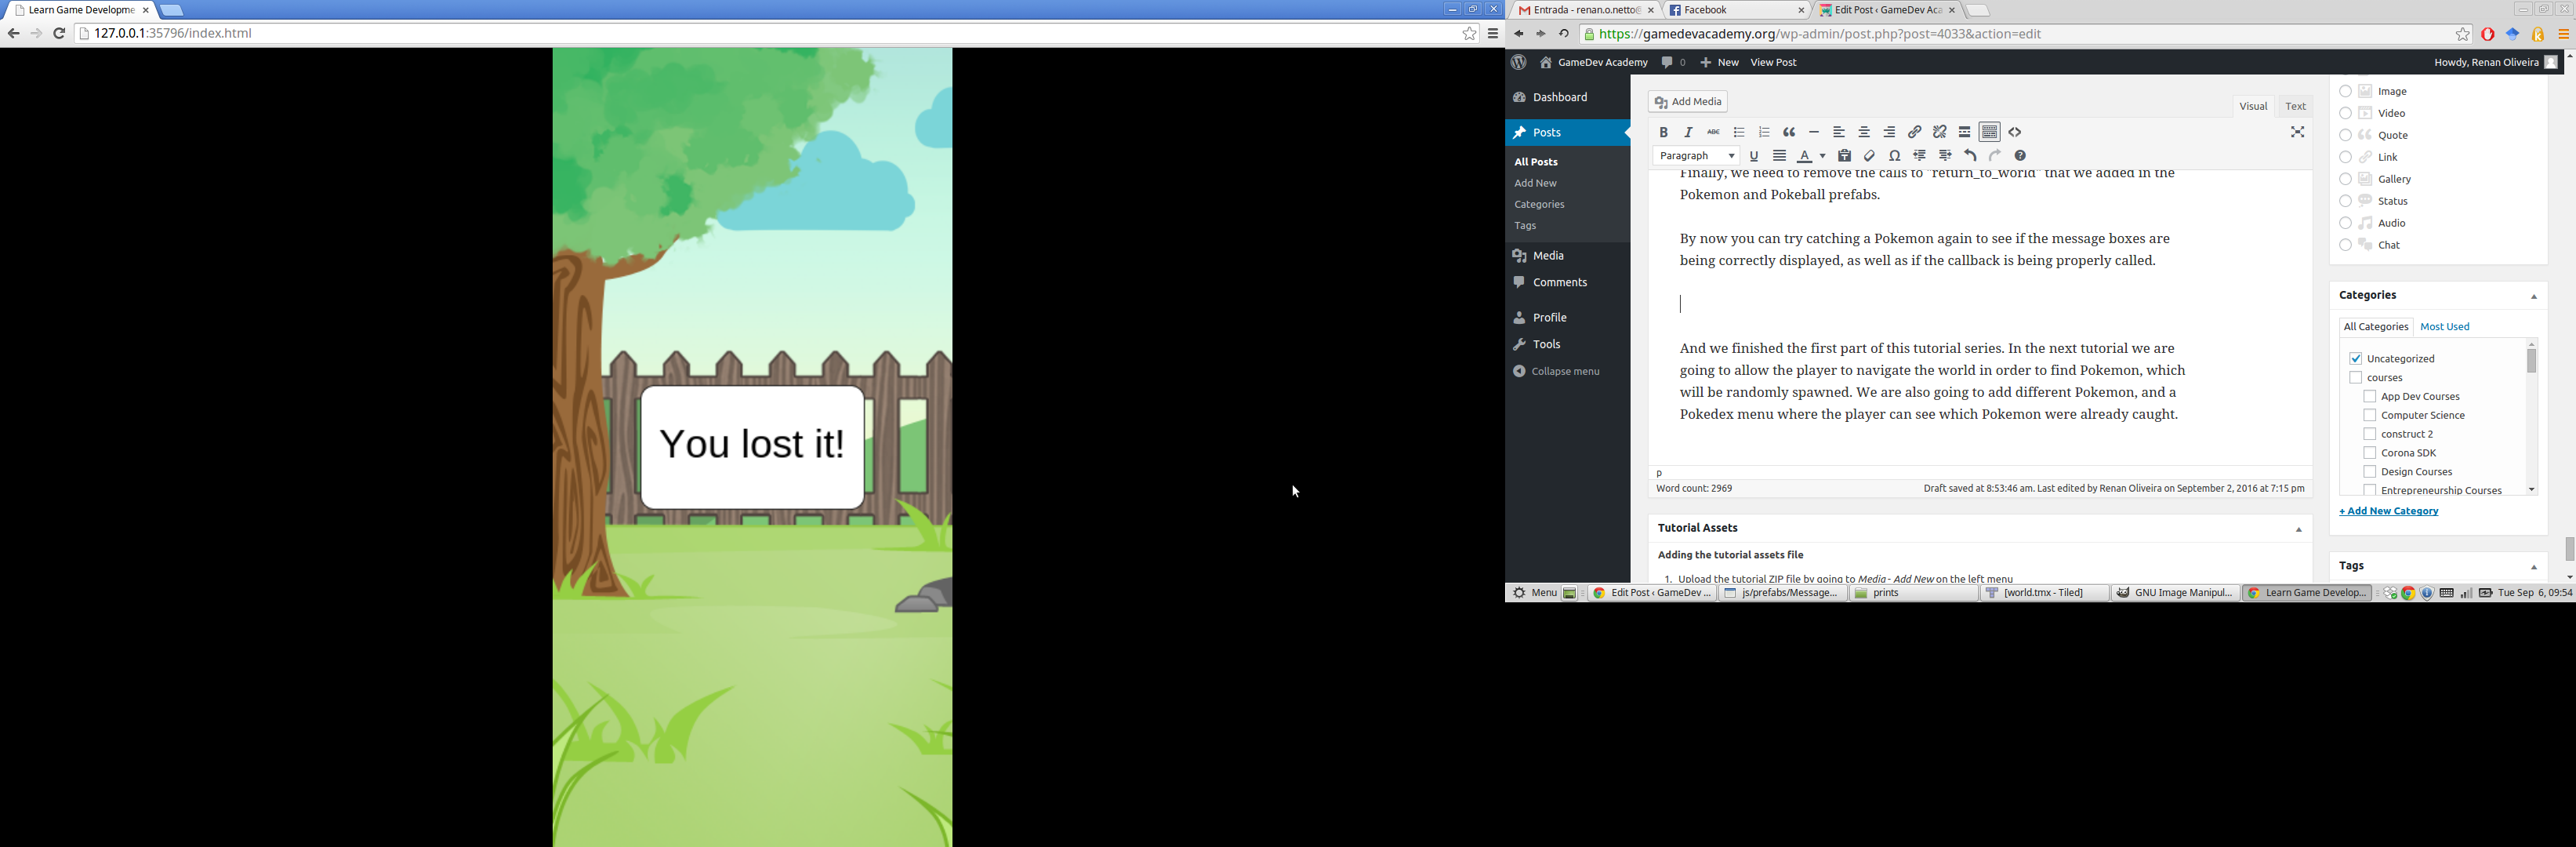 Learn Game Developme
127.0.0.1:35796/index.html
You lost it!
Entrada - renan.o.netto@
Facebook
Edit Post ‹ GameDev Aca
https://gamedevacademy.org/wp-admin/post.php?post=4033&action=edit
GameDev Academy
0
New
View Post
Howdy, Renan Oliveira
Dashboard
Posts
All Posts
Add New
Categories
Tags
Media
Comments
Profile
Tools
Collapse menu
Add Media
Visual
Text
B I ABC
Paragraph
U
A
Ω
Finally, we need to remove the calls to "return_to_world" that we added in the
Pokemon and Pokeball prefabs.
By now you can try catching a Pokemon again to see if the message boxes are
being correctly displayed, as well as if the callback is being properly called.
And we finished the first part of this tutorial series. In the next tutorial we are
going to allow the player to navigate the world in order to find Pokemon, which
will be randomly spawned. We are also going to add different Pokemon, and a
Pokedex menu where the player can see which Pokemon were already caught.
p
Word count: 2969
Draft saved at 8:53:46 am. Last edited by Renan Oliveira on September 2, 2016 at 7:15 pm
Tutorial Assets
Adding the tutorial assets file
1. Upload the tutorial ZIP file by going to Media - Add New on the left menu
Image
Video
Quote
Link
Gallery
Status
Audio
Chat
Categories
All Categories
Most Used
Uncategorized
courses
App Dev Courses
Computer Science
construct 2
Corona SDK
Design Courses
Entrepreneurship Courses
+ Add New Category
Tags
Menu
Edit Post ‹ GameDev ...
js/prefabs/Message...
prints
[world.tmx - Tiled]
GNU Image Manipul...
Learn Game Develop...
Tue Sep 6, 09:54